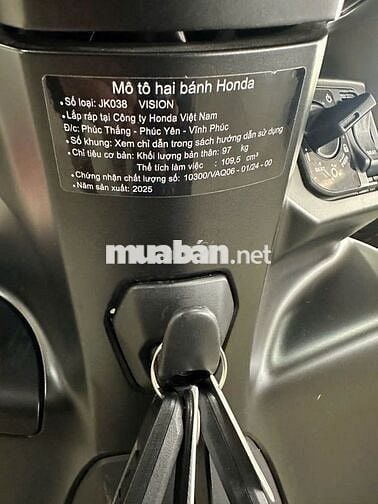 Mô tô hai bánh Honda
•Số loại: JK038 VISION
•Lắp ráp tại Công ty Honda Việt Nam
Đ/c: Phúc Thắng - Phúc Yên - Vĩnh Phúc
•Số khung: Xem chỉ dẫn trong sách hướng dẫn sử dụng
•Chỉ tiêu cơ bản: Khối lượng bản thân: 97 kg
Thể tích làm việc : 109,5 cm³
•Chứng nhận chất lượng số: 10300/VAQ06 - 01/24 - 00
•Năm sản xuất: 2025
muaban.net